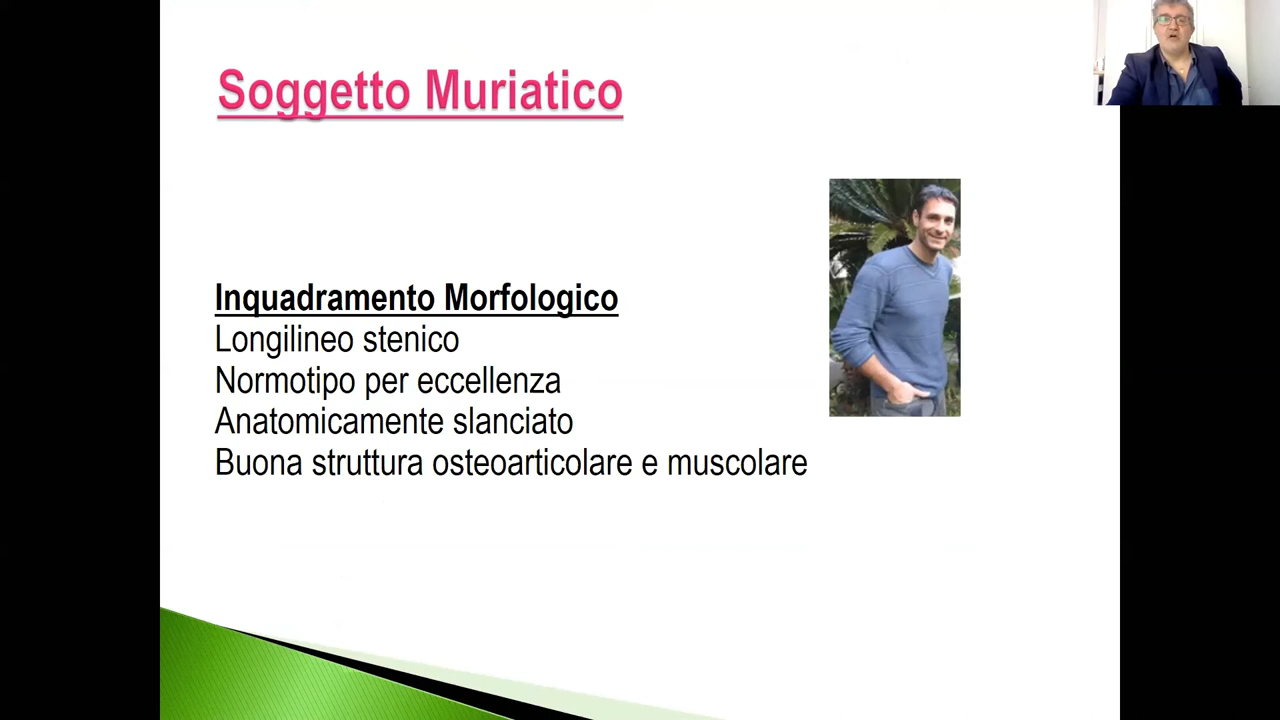 Soggetto Muriatico
Inquadramento Morfologico
Longilineo stenico
Normotipo per eccellenza
Anatomicamente slanciato
Buona struttura osteoarticolare e muscolare